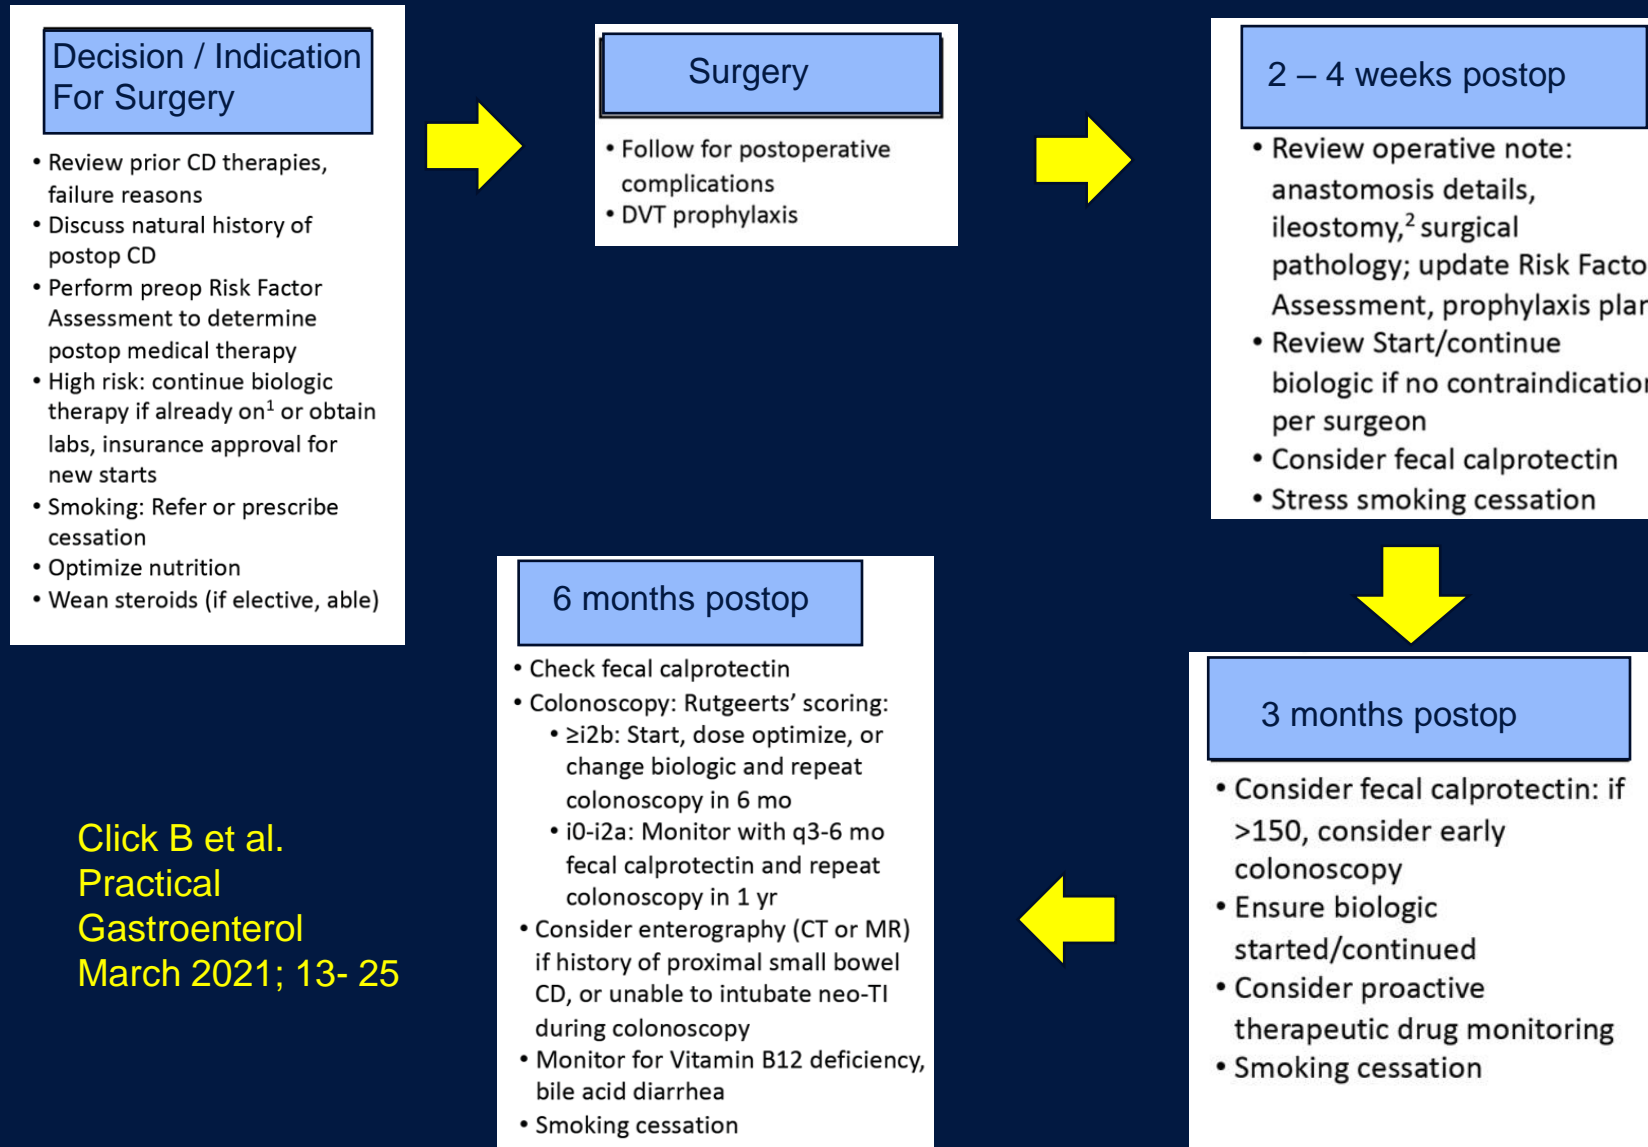 Decision / Indication
For Surgery
• Review prior CD therapies,
failure reasons
• Discuss natural history of
postop CD
• Perform preop Risk Factor
Assessment to determine
postop medical therapy
• High risk: continue biologic
therapy if already on¹ or obtain
labs, insurance approval for
new starts
• Smoking: Refer or prescribe
cessation
• Optimize nutrition
• Wean steroids (if elective, able)
Surgery
• Follow for postoperative
complications
• DVT prophylaxis
2 – 4 weeks postop
• Review operative note:
anastomosis details,
ileostomy,² surgical
pathology; update Risk Facto
Assessment, prophylaxis plan
• Review Start/continue
biologic if no contraindication
per surgeon
• Consider fecal calprotectin
• Stress smoking cessation
3 months postop
• Consider fecal calprotectin: if
>150, consider early
colonoscopy
• Ensure biologic
started/continued
• Consider proactive
therapeutic drug monitoring
• Smoking cessation
6 months postop
• Check fecal calprotectin
• Colonoscopy: Rutgeerts’ scoring:
• ≥i2b: Start, dose optimize, or
change biologic and repeat
colonoscopy in 6 mo
• i0-i2a: Monitor with q3-6 mo
fecal calprotectin and repeat
colonoscopy in 1 yr
• Consider enterography (CT or MR)
if history of proximal small bowel
CD, or unable to intubate neo-TI
during colonoscopy
• Monitor for Vitamin B12 deficiency,
bile acid diarrhea
• Smoking cessation
Click B et al.
Practical
Gastroenterol
March 2021; 13- 25